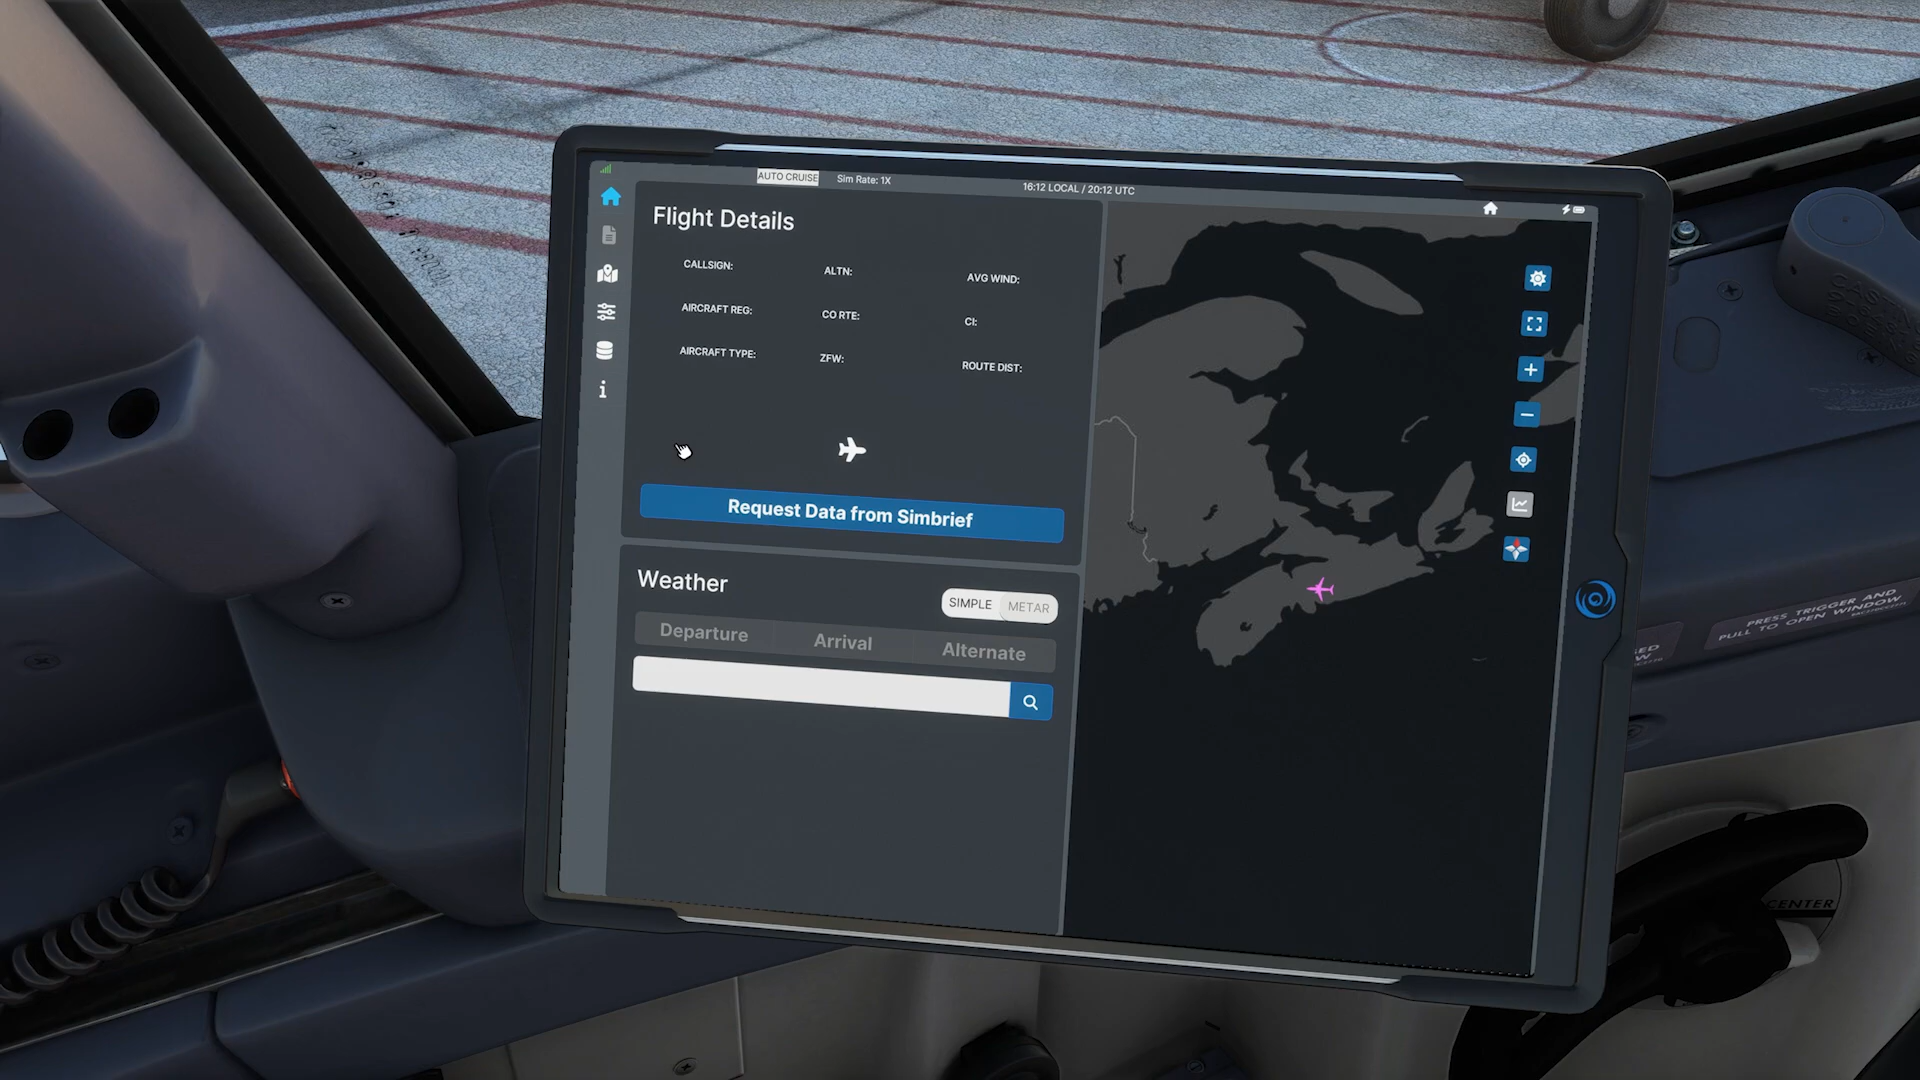 AUTO CRUISE
Sim Rate: 1X
16:12 LOCAL / 20:12 UTC
Flight Details
CALLSIGN:
ALTN:
AVG WIND:
AIRCRAFT REG:
CO RTE:
CI:
AIRCRAFT TYPE:
ZFW:
ROUTE DIST:
Request Data from Simbrief
Weather
SIMPLE METAR
Departure Arrival Alternate
PRESS TRIGGER AND
PULL TO OPEN WINDOW
CENTER